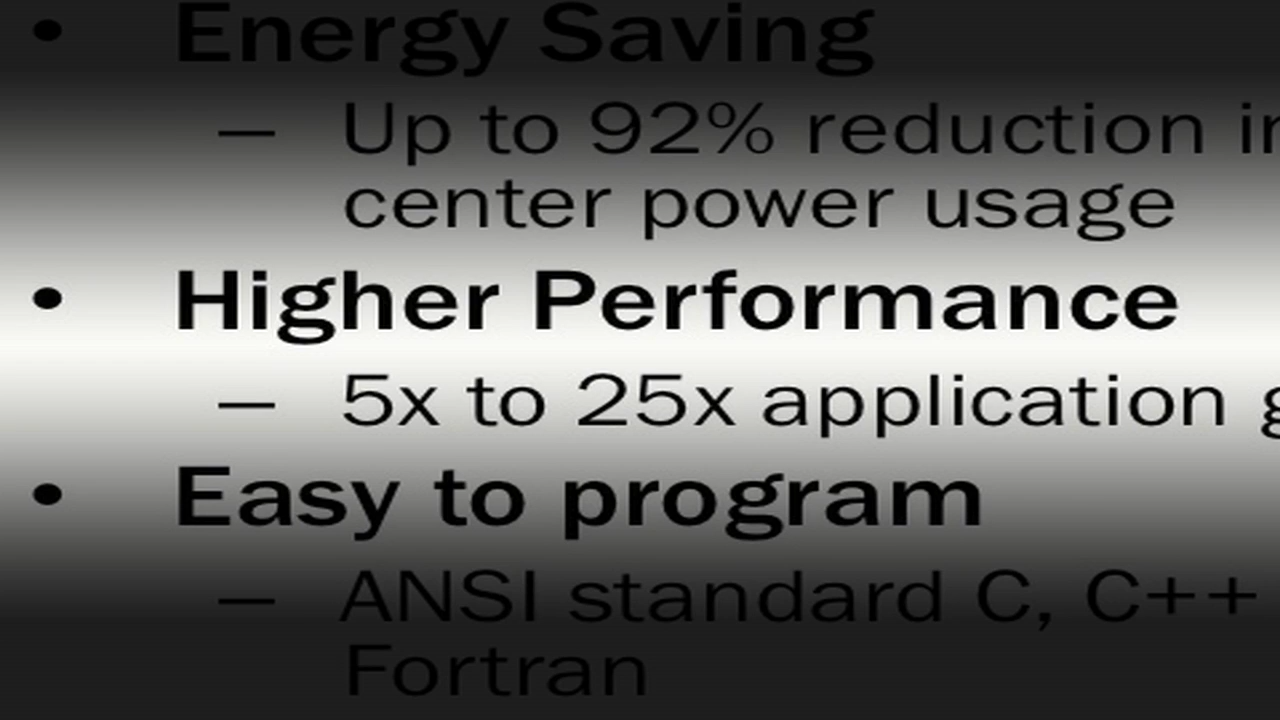 • Energy Saving
– Up to 92% reduction in
center power usage
• Higher Performance
– 5x to 25x application
• Easy to program
– ANSI standard C, C++
Fortran